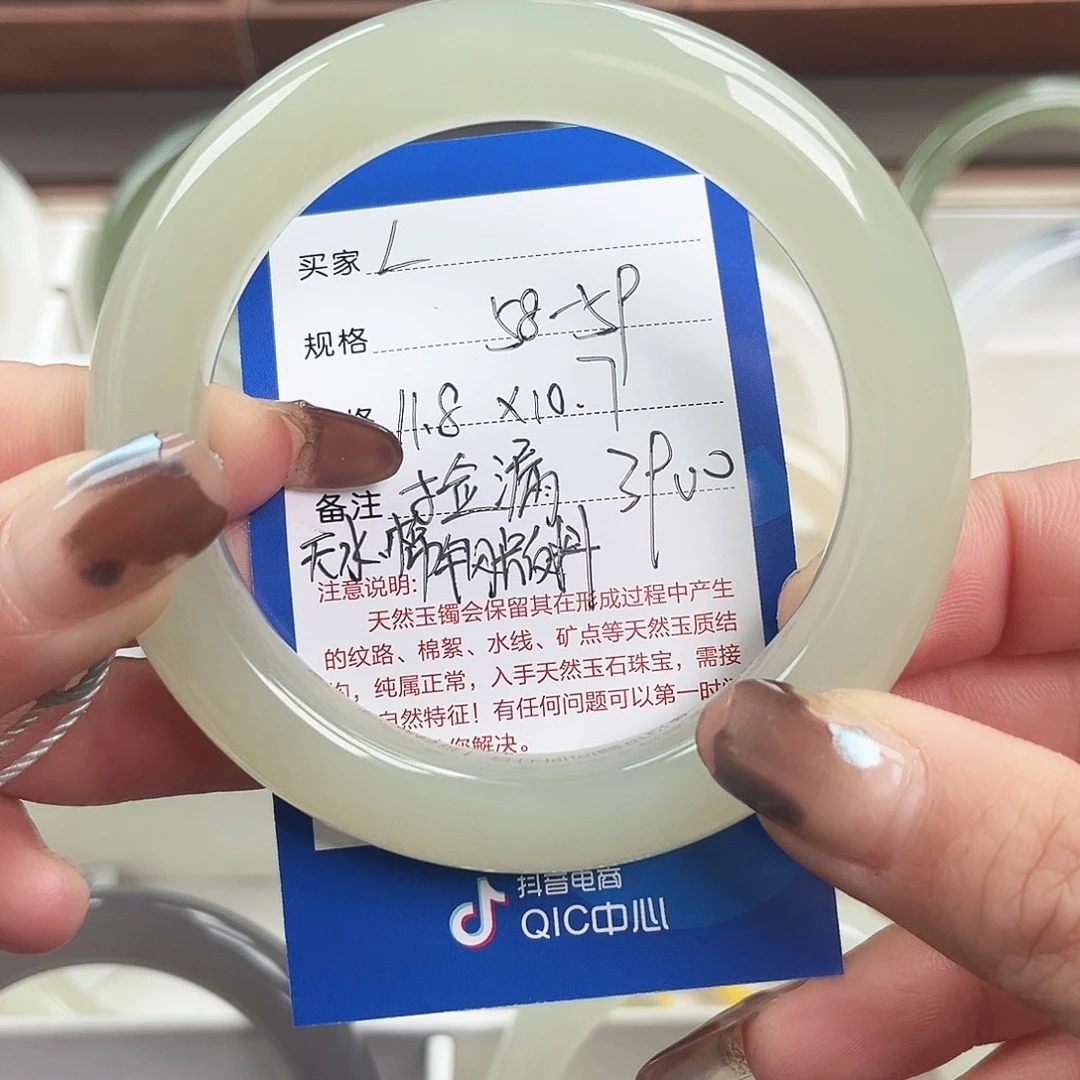 买家 L
规格 58-59
格 11.8 ×10.7
备注 捡漏 3900
无水
注意说明:
天然玉镯会保留其在形成过程中产生
的纹路、棉絮、水线、矿点等天然玉质结
构，纯属正常，入手天然玉石珠宝，需接
自然特征！有任何问题可以第一时
你解决。
抖音电商
QIC中心